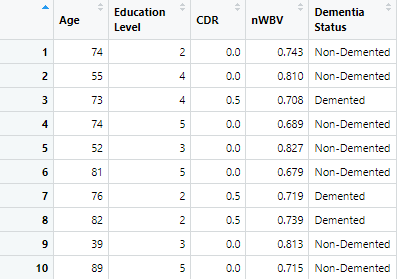 Age Education Level CDR nWBV Dementia Status
1 74 2 0.0 0.743 Non-Demented
2 55 4 0.0 0.810 Non-Demented
3 73 4 0.5 0.708 Demented
4 74 5 0.0 0.689 Non-Demented
5 52 3 0.0 0.827 Non-Demented
6 81 5 0.0 0.679 Non-Demented
7 76 2 0.5 0.719 Demented
8 82 2 0.5 0.739 Demented
9 39 3 0.0 0.813 Non-Demented
10 89 5 0.0 0.715 Non-Demented